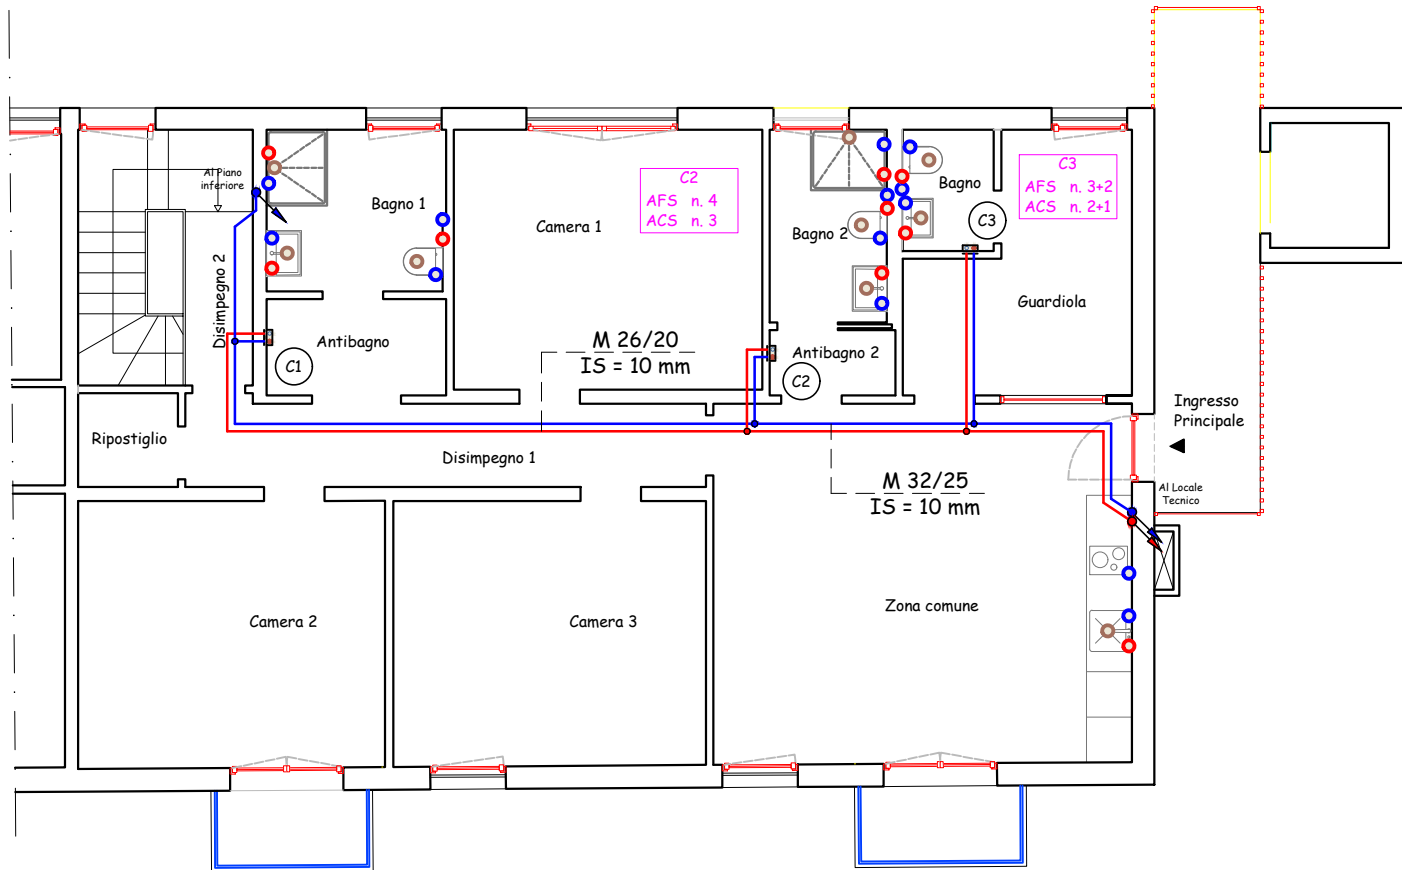 Al Piano
inferiore
Bagno 1
Camera 1
C2
AFS n. 4
ACS n. 3
Bagno 2
Bagno
C3
C3
AFS n. 3+2
ACS n. 2+1
Disimpegno 2
Antibagno
C1
M 26/20
IS = 10 mm
Antibagno 2
C2
Guardiola
Ingresso
Principale
Ripostiglio
Disimpegno 1
M 32/25
IS = 10 mm
Al Locale
Tecnico
Camera 2
Camera 3
Zona comune